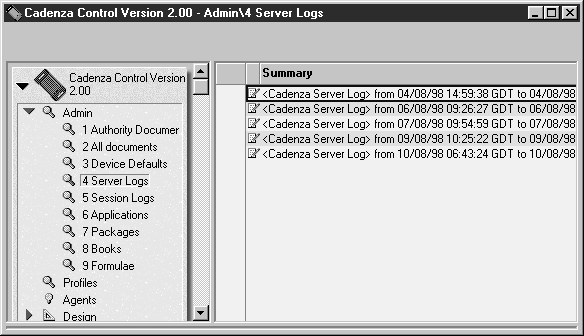 Cadenza Control Version 2.00 - Admin\4 Server Logs
Cadenza Control Version
2.00
Admin
1 Authority Documer
2 All documents
3 Device Defaults
4 Server Logs
5 Session Logs
6 Applications
7 Packages
8 Books
9 Formulae
Profiles
Agents
Design
Summary
<Cadenza Server Log> from 04/08/98 14:59:38 GDT to 04/08/98
<Cadenza Server Log> from 06/08/98 09:26:27 GDT to 06/08/98
<Cadenza Server Log> from 07/08/98 09:54:59 GDT to 07/08/98
<Cadenza Server Log> from 09/08/98 10:25:22 GDT to 09/08/98
<Cadenza Server Log> from 10/08/98 06:43:24 GDT to 10/08/98